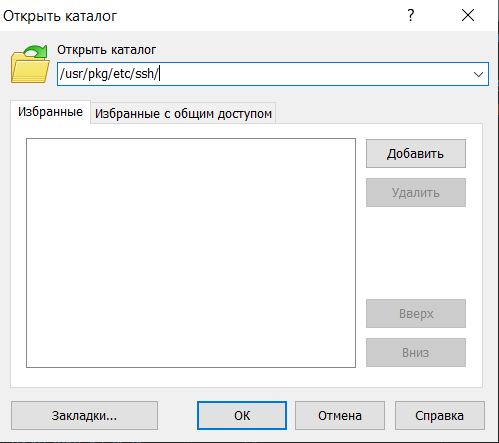 Открыть каталог
?
Открыть каталог
/usr/pkg/etc/ssh/
Избранные
Избранные с общим доступом
Добавить
Удалить
Вверх
Вниз
Закладки...
ОК
Отмена
Справка